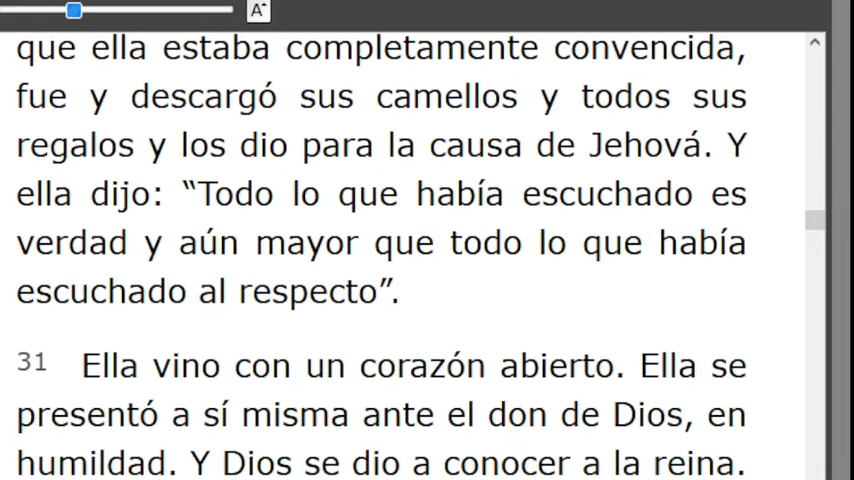 A
que ella estaba completamente convencida,
fue y descargó sus camellos y todos sus
regalos y los dio para la causa de Jehová. Y
ella dijo: “Todo lo que había escuchado es
verdad y aún mayor que todo lo que había
escuchado al respecto”.
31 Ella vino con un corazón abierto. Ella se
presentó a sí misma ante el don de Dios, en
humildad. Y Dios se dio a conocer a la reina.